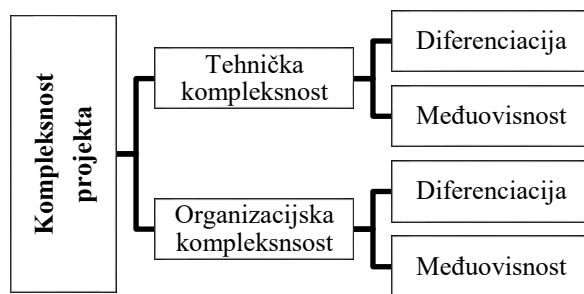 Kompleksnost
projekta
Tehnička
kompleksnost
Diferenciacija
Međuovisnost
Organizacijska
kompleksnsost
Diferenciacija
Međuovisnost